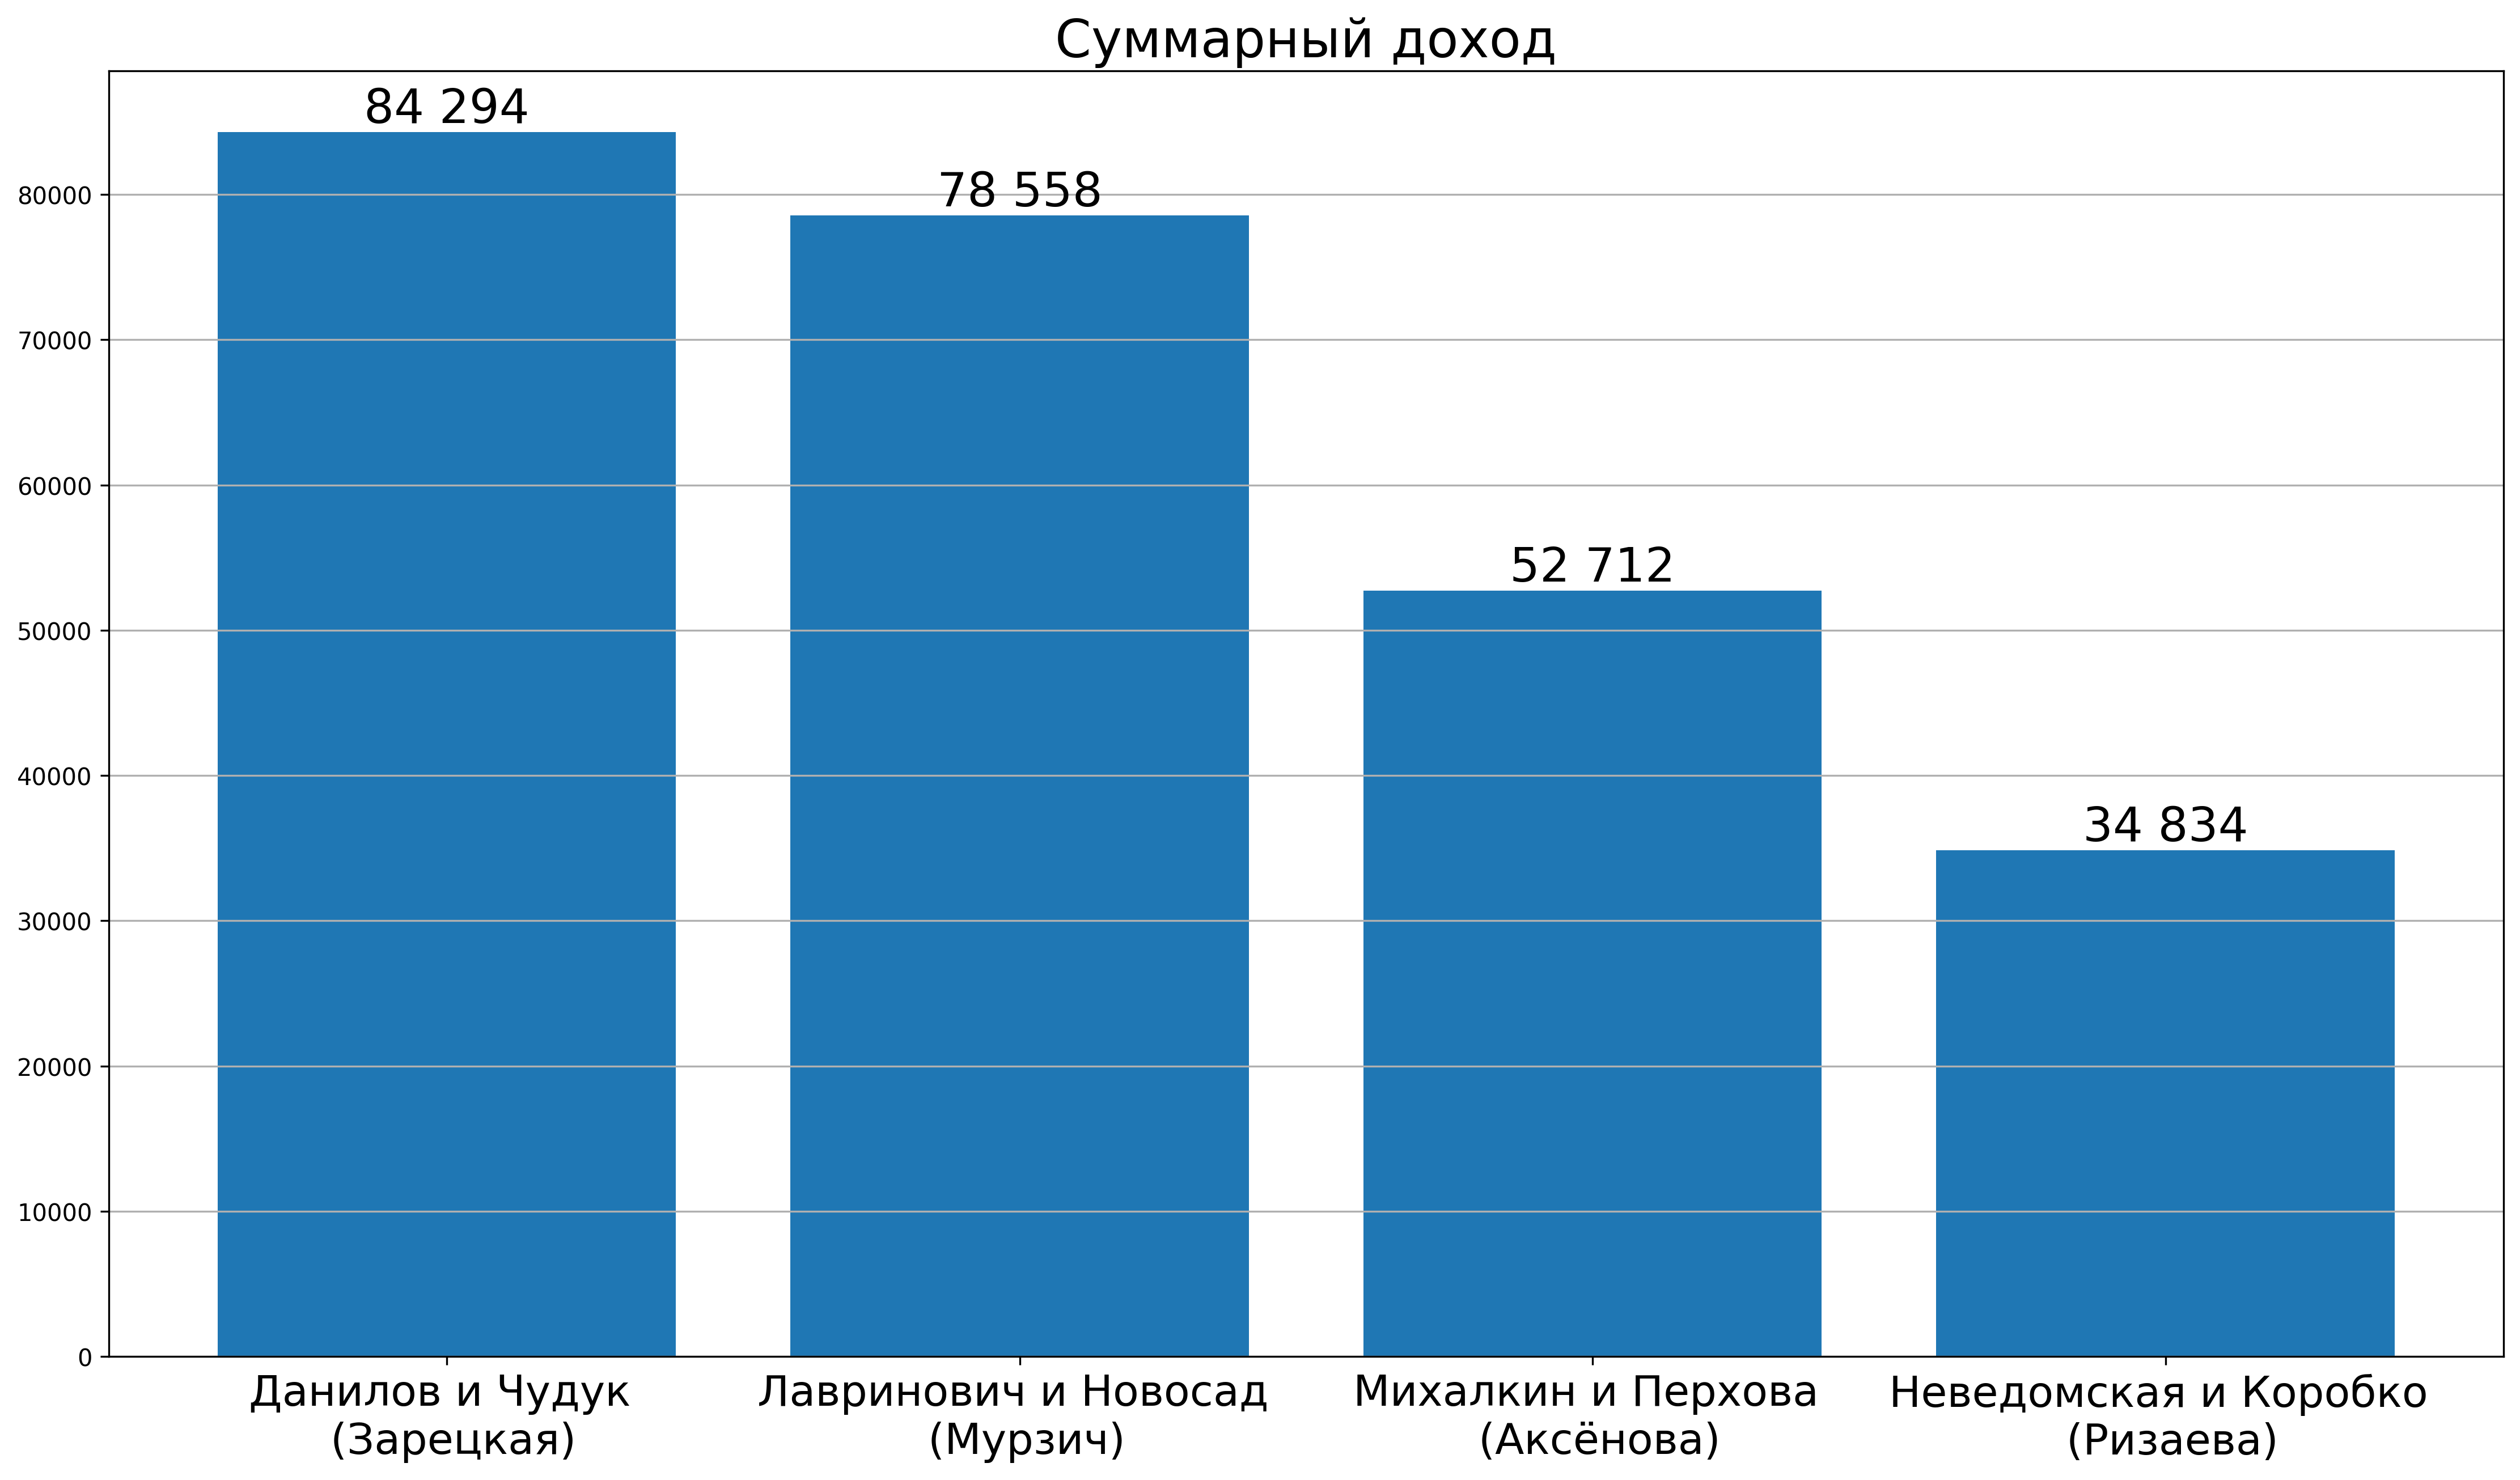 Суммарный доход
84 294
78 558
52 712
34 834
80000
70000
60000
50000
40000
30000
20000
10000
0
Данилов и Чудук
(Зарецкая)
Лавринович и Новосад
(Мурзич)
Михалкин и Перхова
(Аксёнова)
Неведомская и Коробко
(Ризаева)